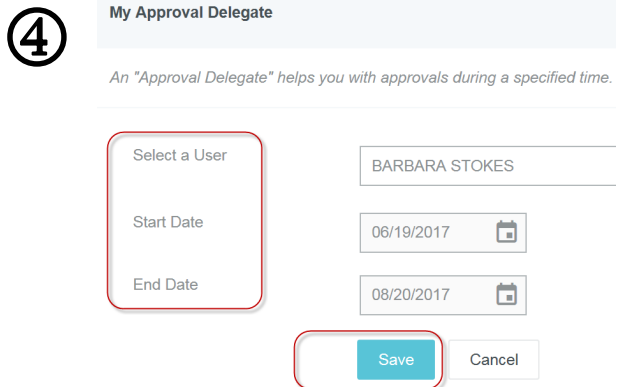 ④
My Approval Delegate
An "Approval Delegate" helps you with approvals during a specified time.
Select a User
BARBARA STOKES
Start Date
06/19/2017
End Date
08/20/2017
Save
Cancel